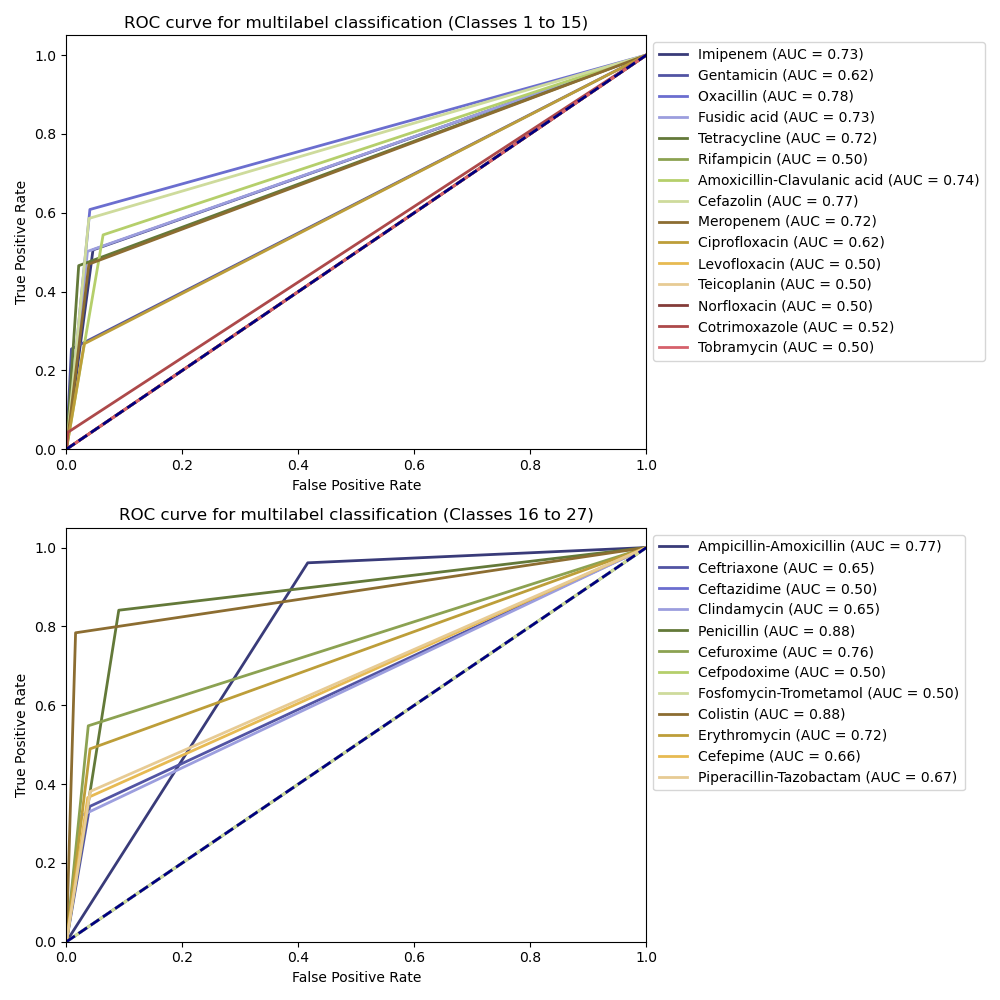 ROC curve for multilabel classification (Classes 1 to 15)
True Positive Rate
1.0
0.8
0.6
0.4
0.2
0.0
0.0 0.2 0.4 0.6 0.8 1.0
False Positive Rate
Imipenem (AUC = 0.73)
Gentamicin (AUC = 0.62)
Oxacillin (AUC = 0.78)
Fusidic acid (AUC = 0.73)
Tetracycline (AUC = 0.72)
Rifampicin (AUC = 0.50)
Amoxicillin-Clavulanic acid (AUC = 0.74)
Cefazolin (AUC = 0.77)
Meropenem (AUC = 0.72)
Ciprofloxacin (AUC = 0.62)
Levofloxacin (AUC = 0.50)
Teicoplanin (AUC = 0.50)
Norfloxacin (AUC = 0.50)
Cotrimoxazole (AUC = 0.52)
Tobramycin (AUC = 0.50)
ROC curve for multilabel classification (Classes 16 to 27)
True Positive Rate
1.0
0.8
0.6
0.4
0.2
0.0
0.0 0.2 0.4 0.6 0.8 1.0
False Positive Rate
Ampicillin-Amoxicillin (AUC = 0.77)
Ceftriaxone (AUC = 0.65)
Ceftazidime (AUC = 0.50)
Clindamycin (AUC = 0.65)
Penicillin (AUC = 0.88)
Cefuroxime (AUC = 0.76)
Cefpodoxime (AUC = 0.50)
Fosfomycin-Trometamol (AUC = 0.50)
Colistin (AUC = 0.88)
Erythromycin (AUC = 0.72)
Cefepime (AUC = 0.66)
Piperacillin-Tazobactam (AUC = 0.67)